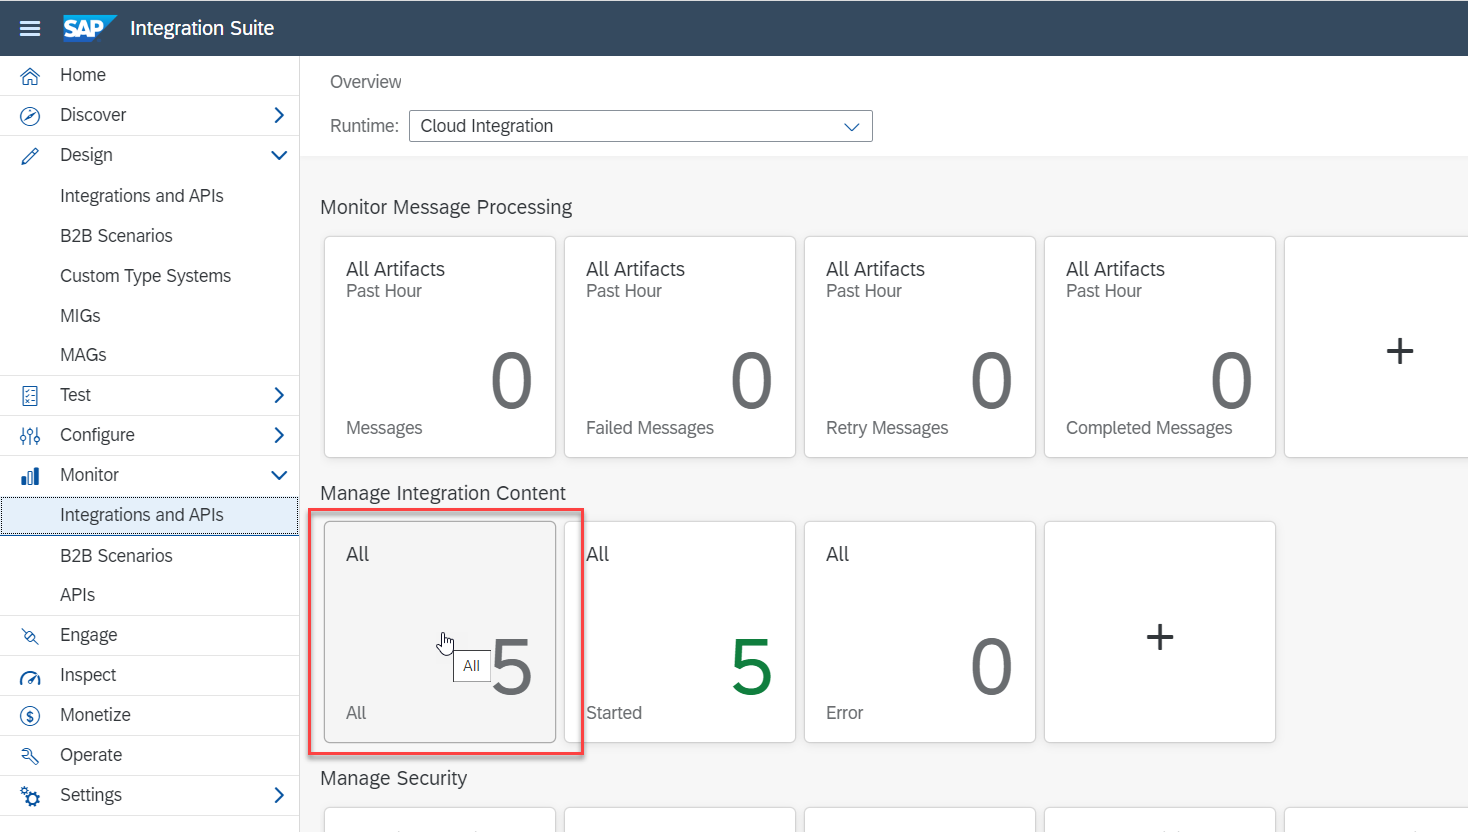 SAP Integration Suite
Home
Discover
Design
Integrations and APIs
B2B Scenarios
Custom Type Systems
MIGs
MAGs
Test
Configure
Monitor
Integrations and APIs
B2B Scenarios
APIs
Engage
Inspect
Monetize
Operate
Settings
Overview
Runtime: Cloud Integration
Monitor Message Processing
All Artifacts
Past Hour
0
Messages
All Artifacts
Past Hour
0
Failed Messages
All Artifacts
Past Hour
0
Retry Messages
All Artifacts
Past Hour
0
Completed Messages
+
Manage Integration Content
All
5
All
All
All
5
Started
All
0
Error
+
Manage Security